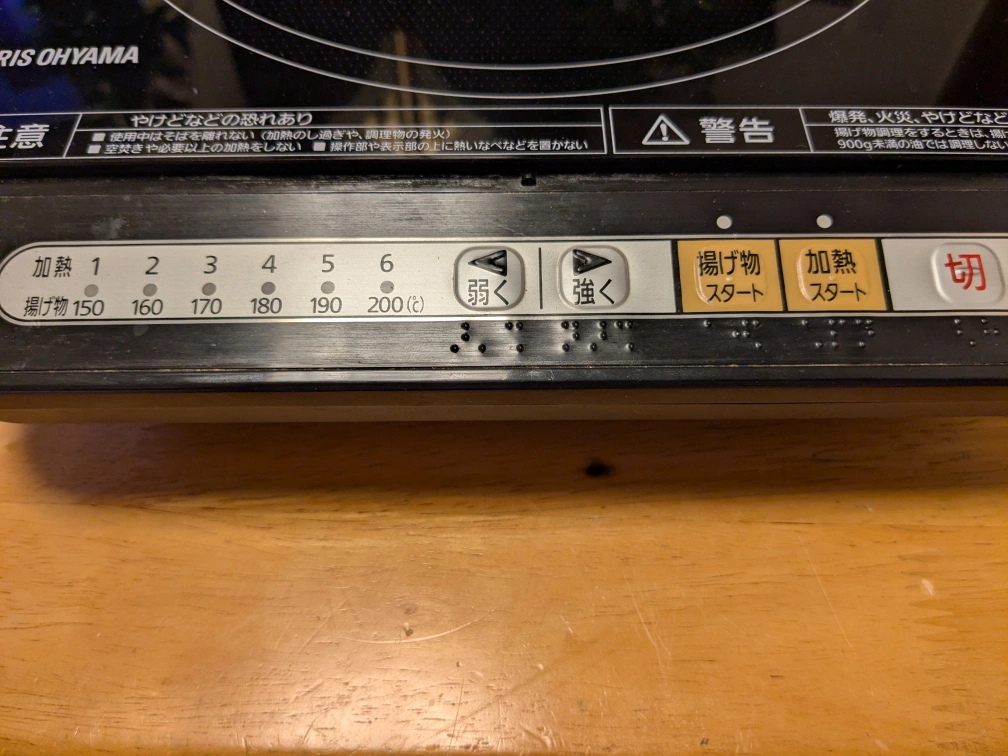 RIS OHYAMA
注意
やけどなどの恐れあり
■ 使用中はそばを離れない（加熱のし過ぎや、調理物の発火）
■ 空焚きや必要以上の加熱をしない ■ 操作部や表示部の上に熱いなべなどを置かない
警告
爆発、火災、やけどなど
揚げ物調理をするときは、揚
900g未満の油では調理しない
加熱 1 2 3 4 5 6
揚げ物 150 160 170 180 190 200(℃)
弱く
強く
揚げ物
スタート
加熱
スタート
切